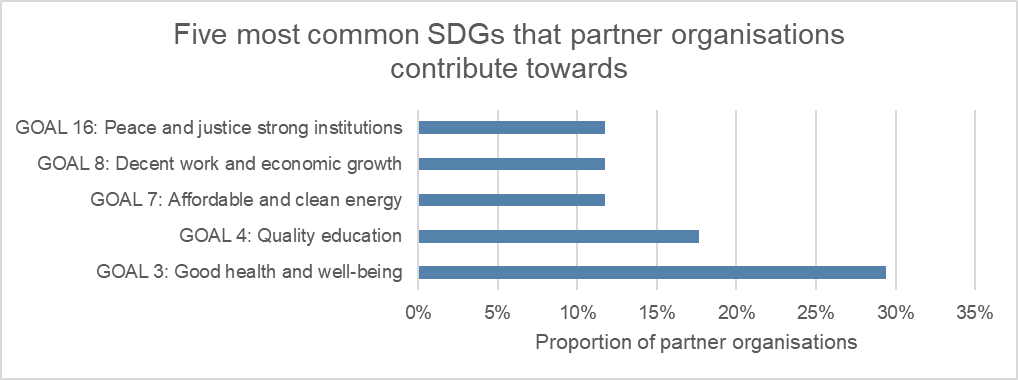 Five most common SDGs that partner organisations
contribute towards
GOAL 16: Peace and justice strong institutions
GOAL 8: Decent work and economic growth
GOAL 7: Affordable and clean energy
GOAL 4: Quality education
GOAL 3: Good health and well-being
0% 5% 10% 15% 20% 25% 30% 35%
Proportion of partner organisations